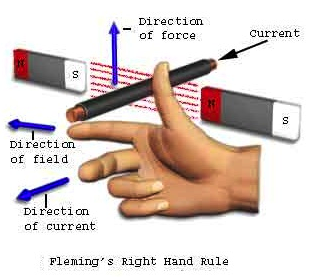 Direction
of force
Current
N
S
N
S
Direction
of field
Direction
of current
Fleming's Right Hand Rule